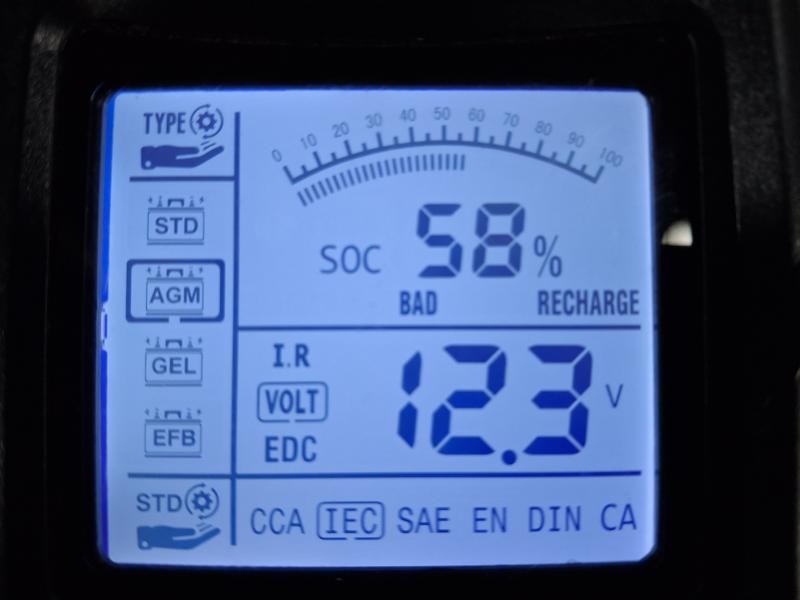 TYPE
0 10 20 30 40 50 60 70 80 90 100
STD
SOC 58 %
AGM
BAD RECHARGE
GEL
I.R
VOLT 12.3 V
EFB
EDC
STD
CCA IEC SAE EN DIN CA